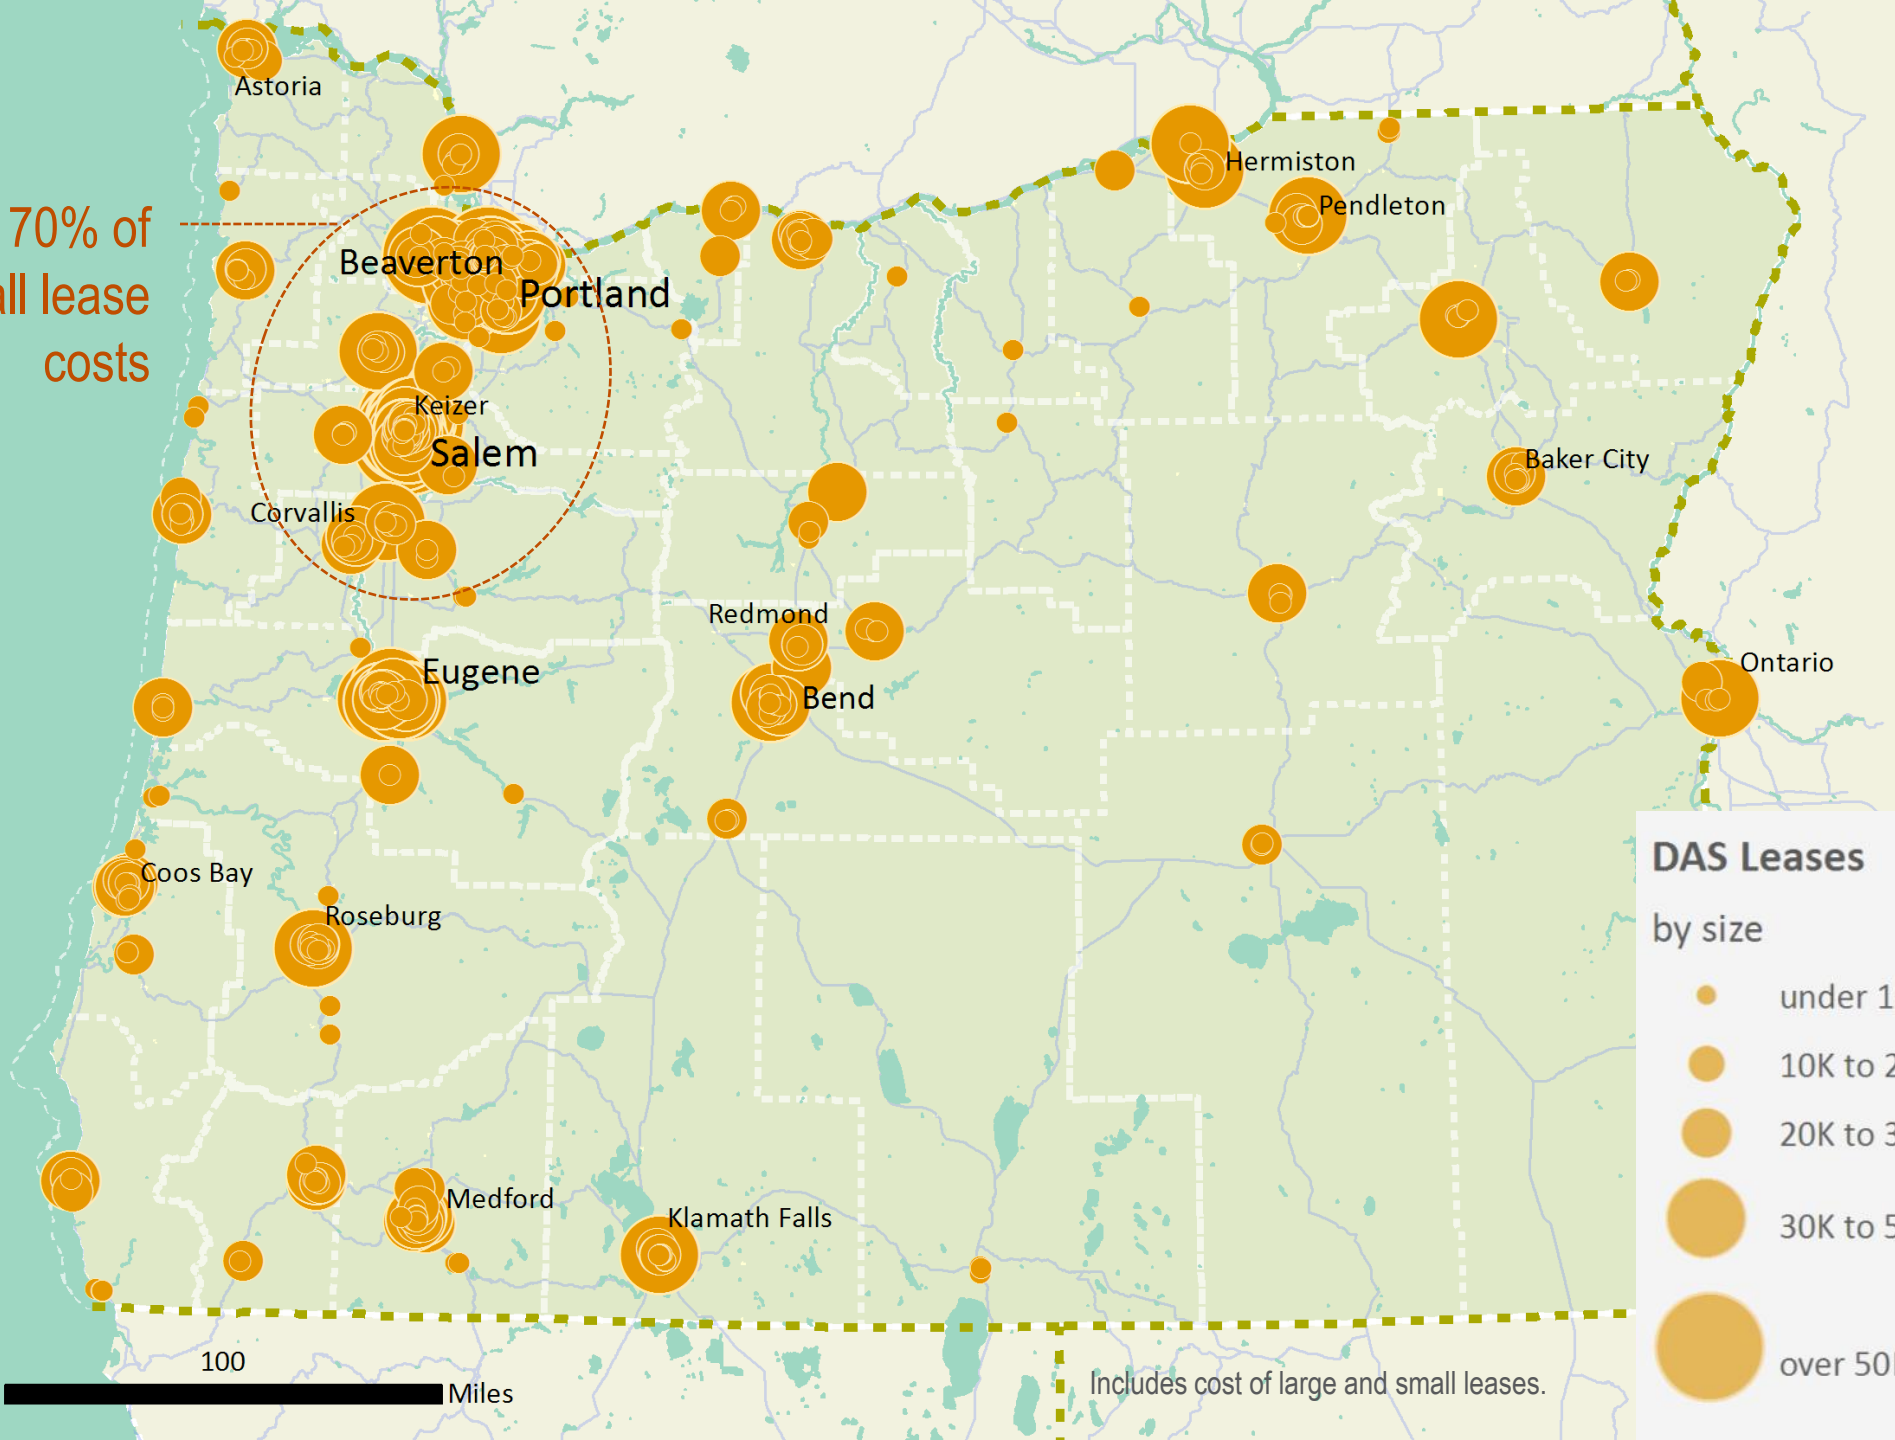 Astoria
Hermiston
Pendleton
70% of
all lease
costs
Beaverton
Portland
Keizer
Salem
Baker City
Corvallis
Redmond
Ontario
Eugene
Bend
Coos Bay
Roseburg
DAS Leases
by size
under 1
10K to 2
20K to 3
30K to 5
over 50
Medford
Klamath Falls
100
Miles
Includes cost of large and small leases.